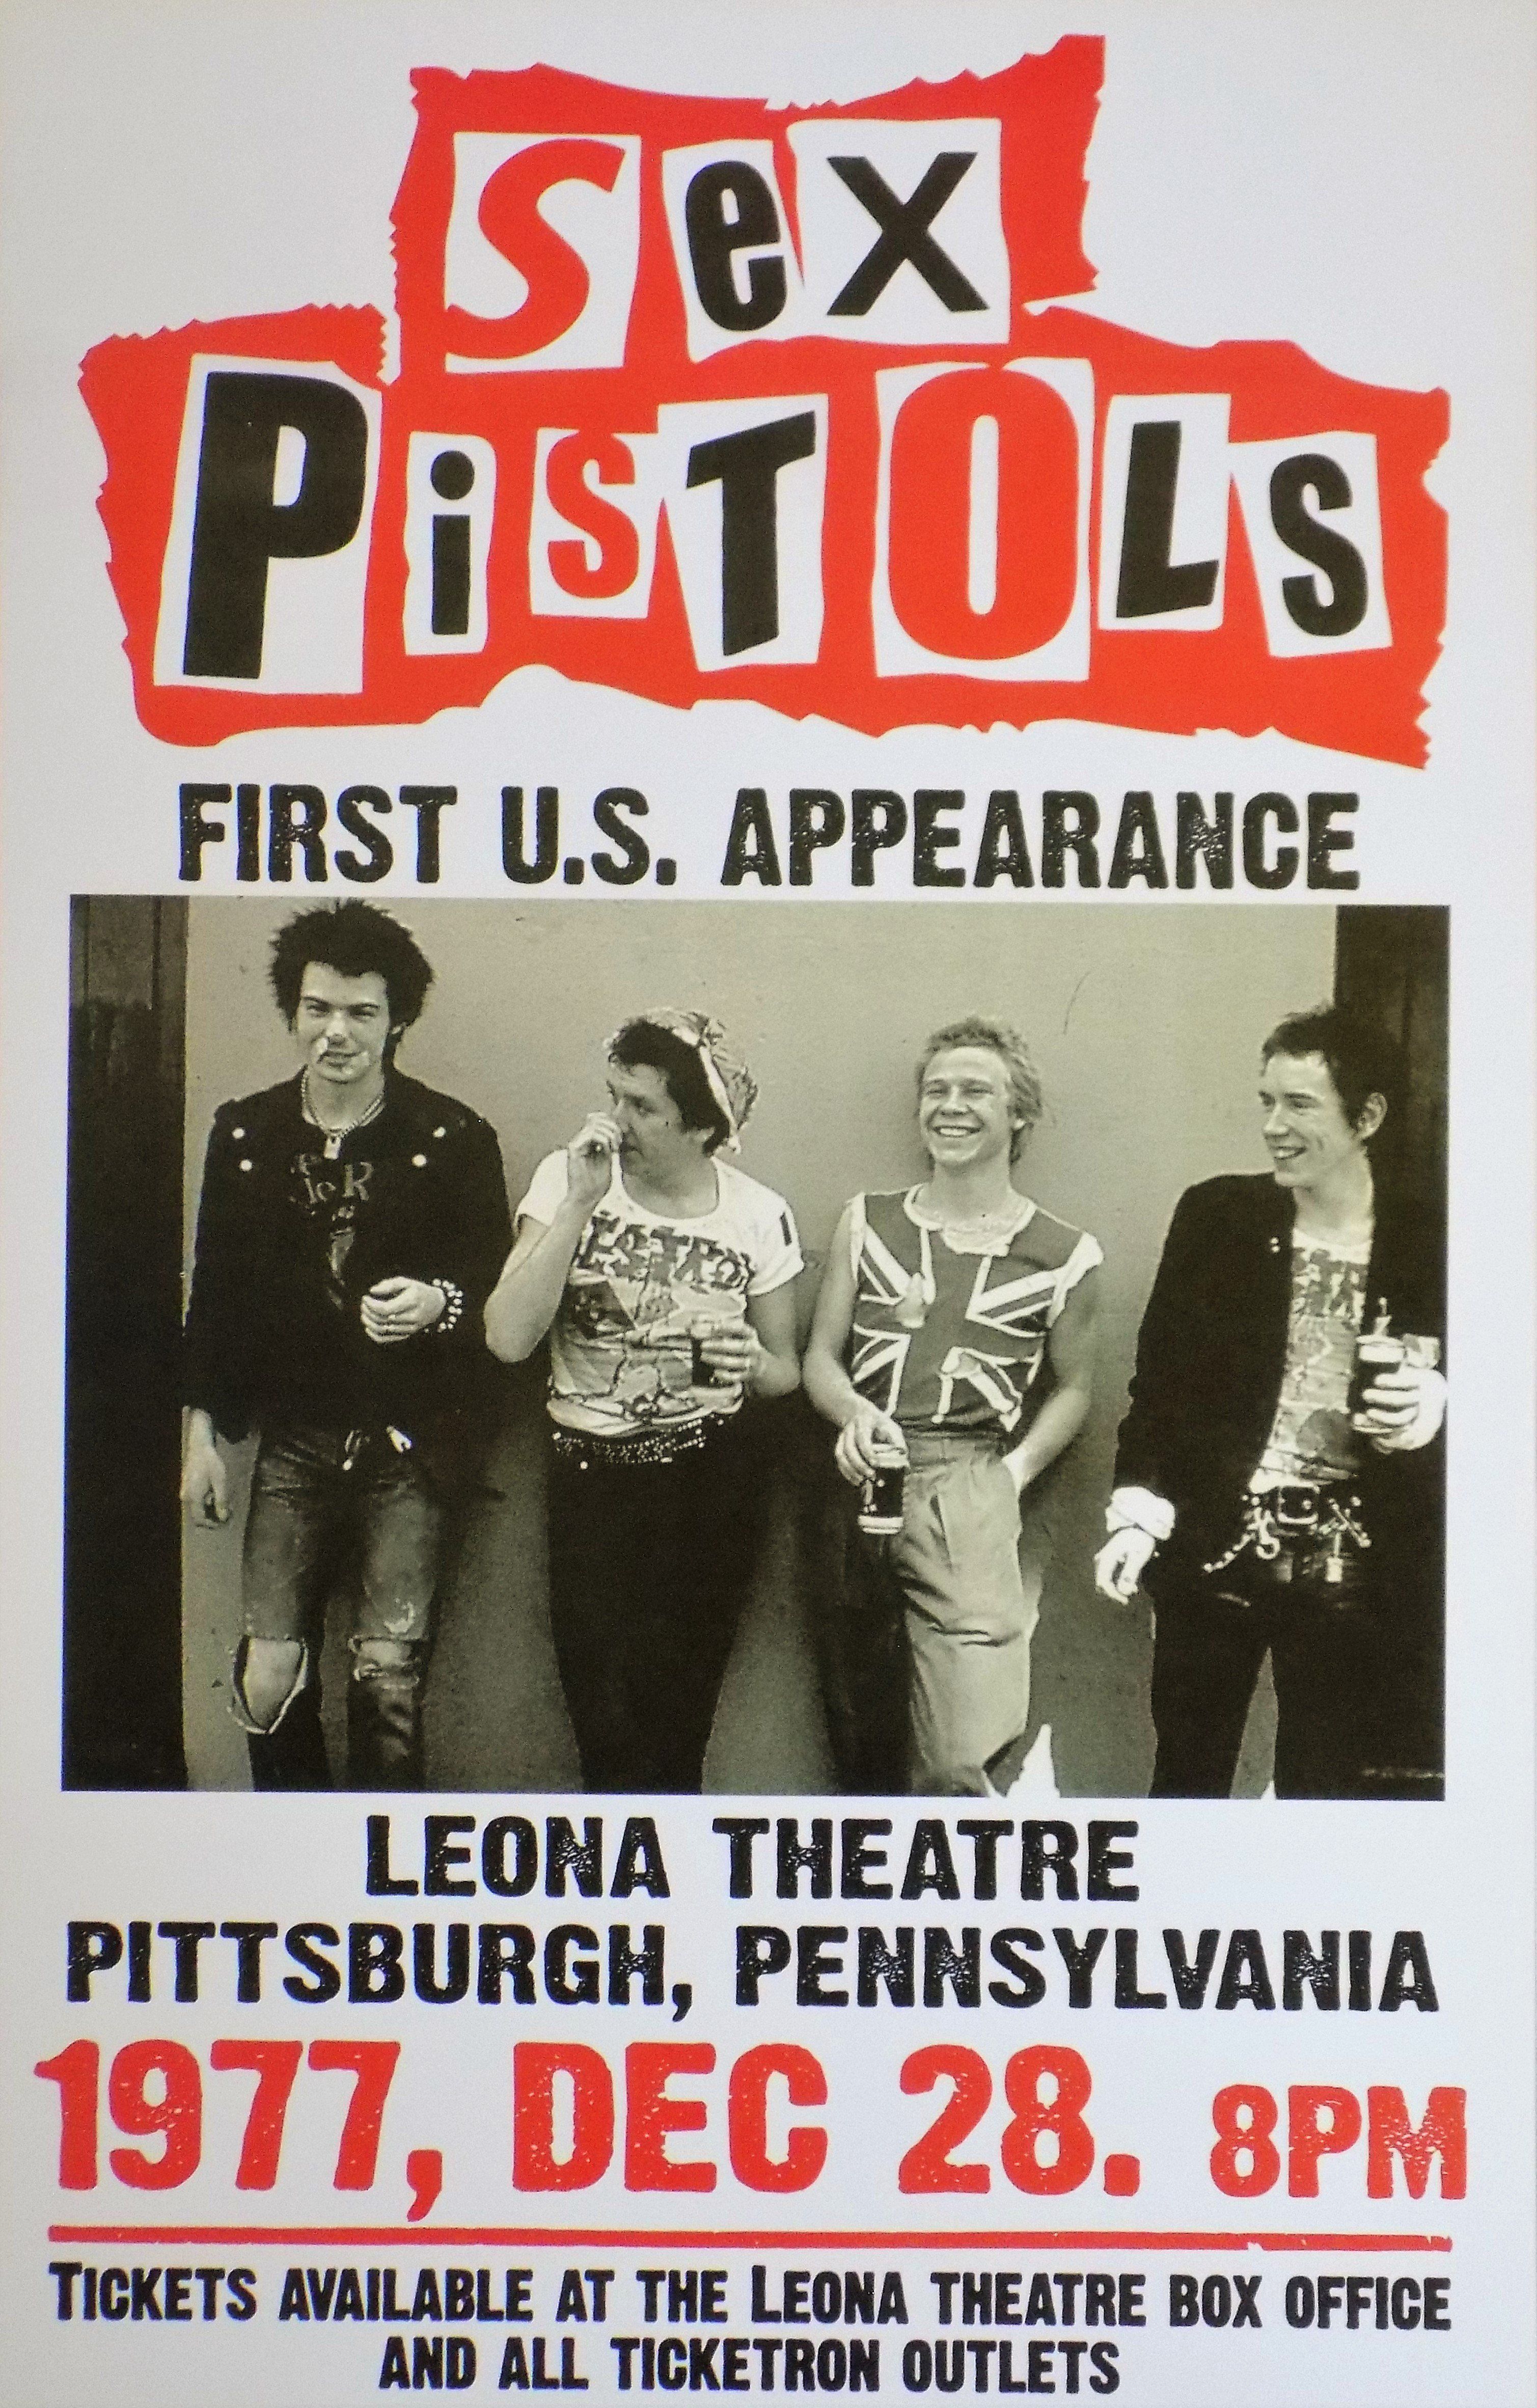 Sex
PiSTOLS
FIRST U.S. APPEARANCE
LEONA THEATRE
PITTSBURGH, PENNSYLVANIA
1977, DEC 28. 8PM
TICKETS AVAILABLE AT THE LEONA THEATRE BOX OFFICE
AND ALL TICKETRON OUTLETS